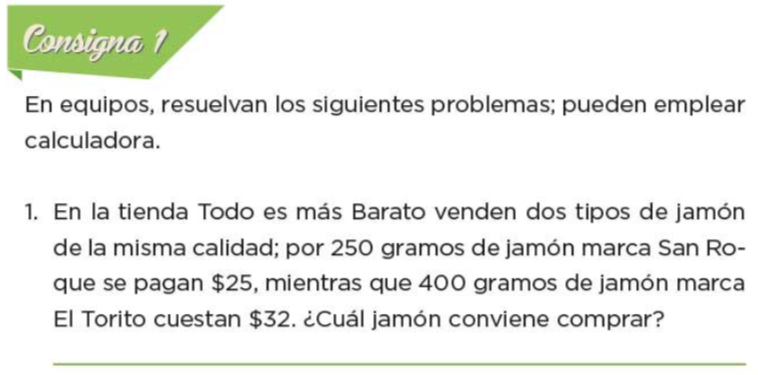 Consigna 1
En equipos, resuelvan los siguientes problemas; pueden emplear
calculadora.
1. En la tienda Todo es más Barato venden dos tipos de jamón
de la misma calidad; por 250 gramos de jamón marca San Ro-
que se pagan $25, mientras que 400 gramos de jamón marca
El Torito cuestan $32. ¿Cuál jamón conviene comprar?